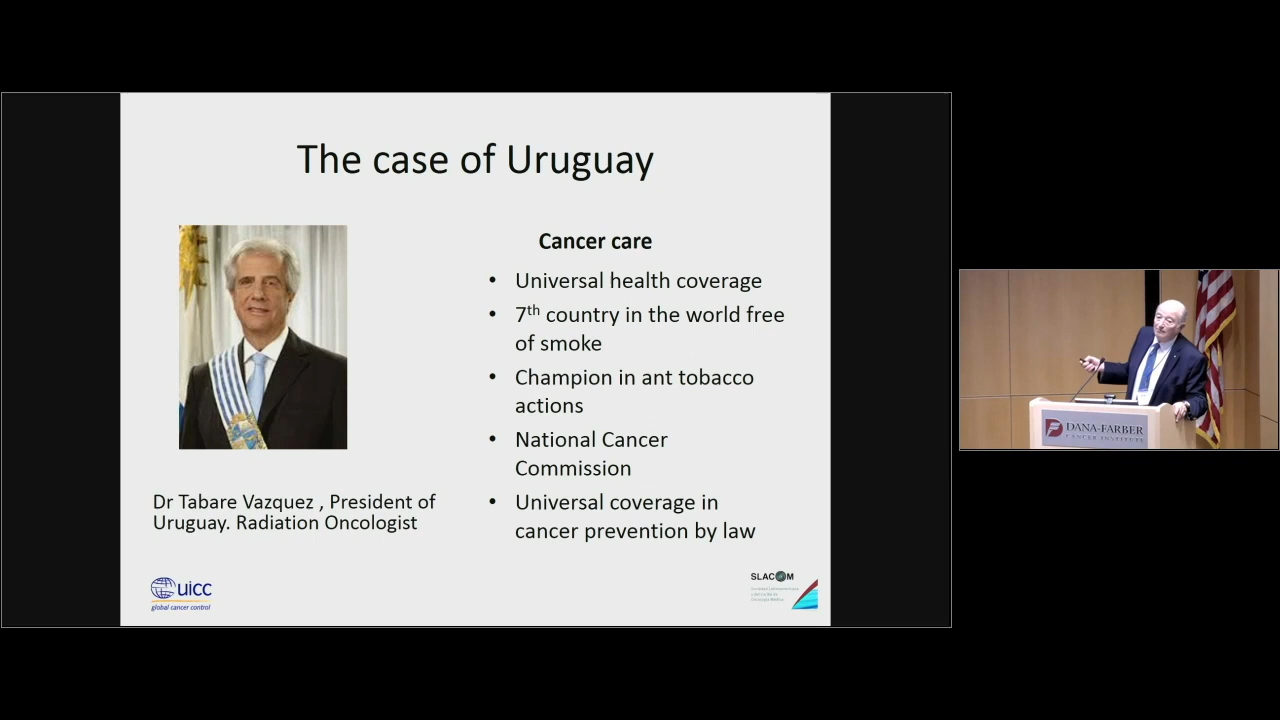 The case of Uruguay
Cancer care
• Universal health coverage
• 7th country in the world free
of smoke
• Champion in ant tobacco
actions
• National Cancer
Commission
• Universal coverage in
cancer prevention by law
Dr Tabare Vazquez , President of
Uruguay. Radiation Oncologist
uicc
global cancer control
SLACOM
DANA-FARBER
CANCER INSTITUTE